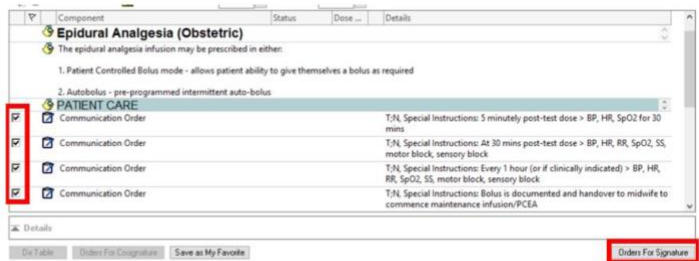 Component Status Dose ... Details
Epidural Analgesia (Obstetric)
The epidural analgesia infusion may be prescribed in either:
1. Patient Controlled Bolus mode - allows patient ability to give themselves a bolus as required
2. Autobolus - pre-programmed intermittent auto-bolus
PATIENT CARE
Communication Order T;N, Special Instructions: 5 minutely post-test dose > BP, HR, SpO2 for 30
mins
Communication Order T;N, Special Instructions: At 30 mins post-test dose > BP, HR, RR, SpO2, SS,
motor block, sensory block
Communication Order T;N, Special Instructions: Every 1 hour (or if clinically indicated) > BP, HR,
RR, SpO2, SS, motor block, sensory block
Communication Order T;N, Special Instructions: Bolus is documented and handover to midwife to
commence maintenance infusion/PCEA
Details
Dx Table Orders For Cosignature Save as My Favorite Orders For Signature